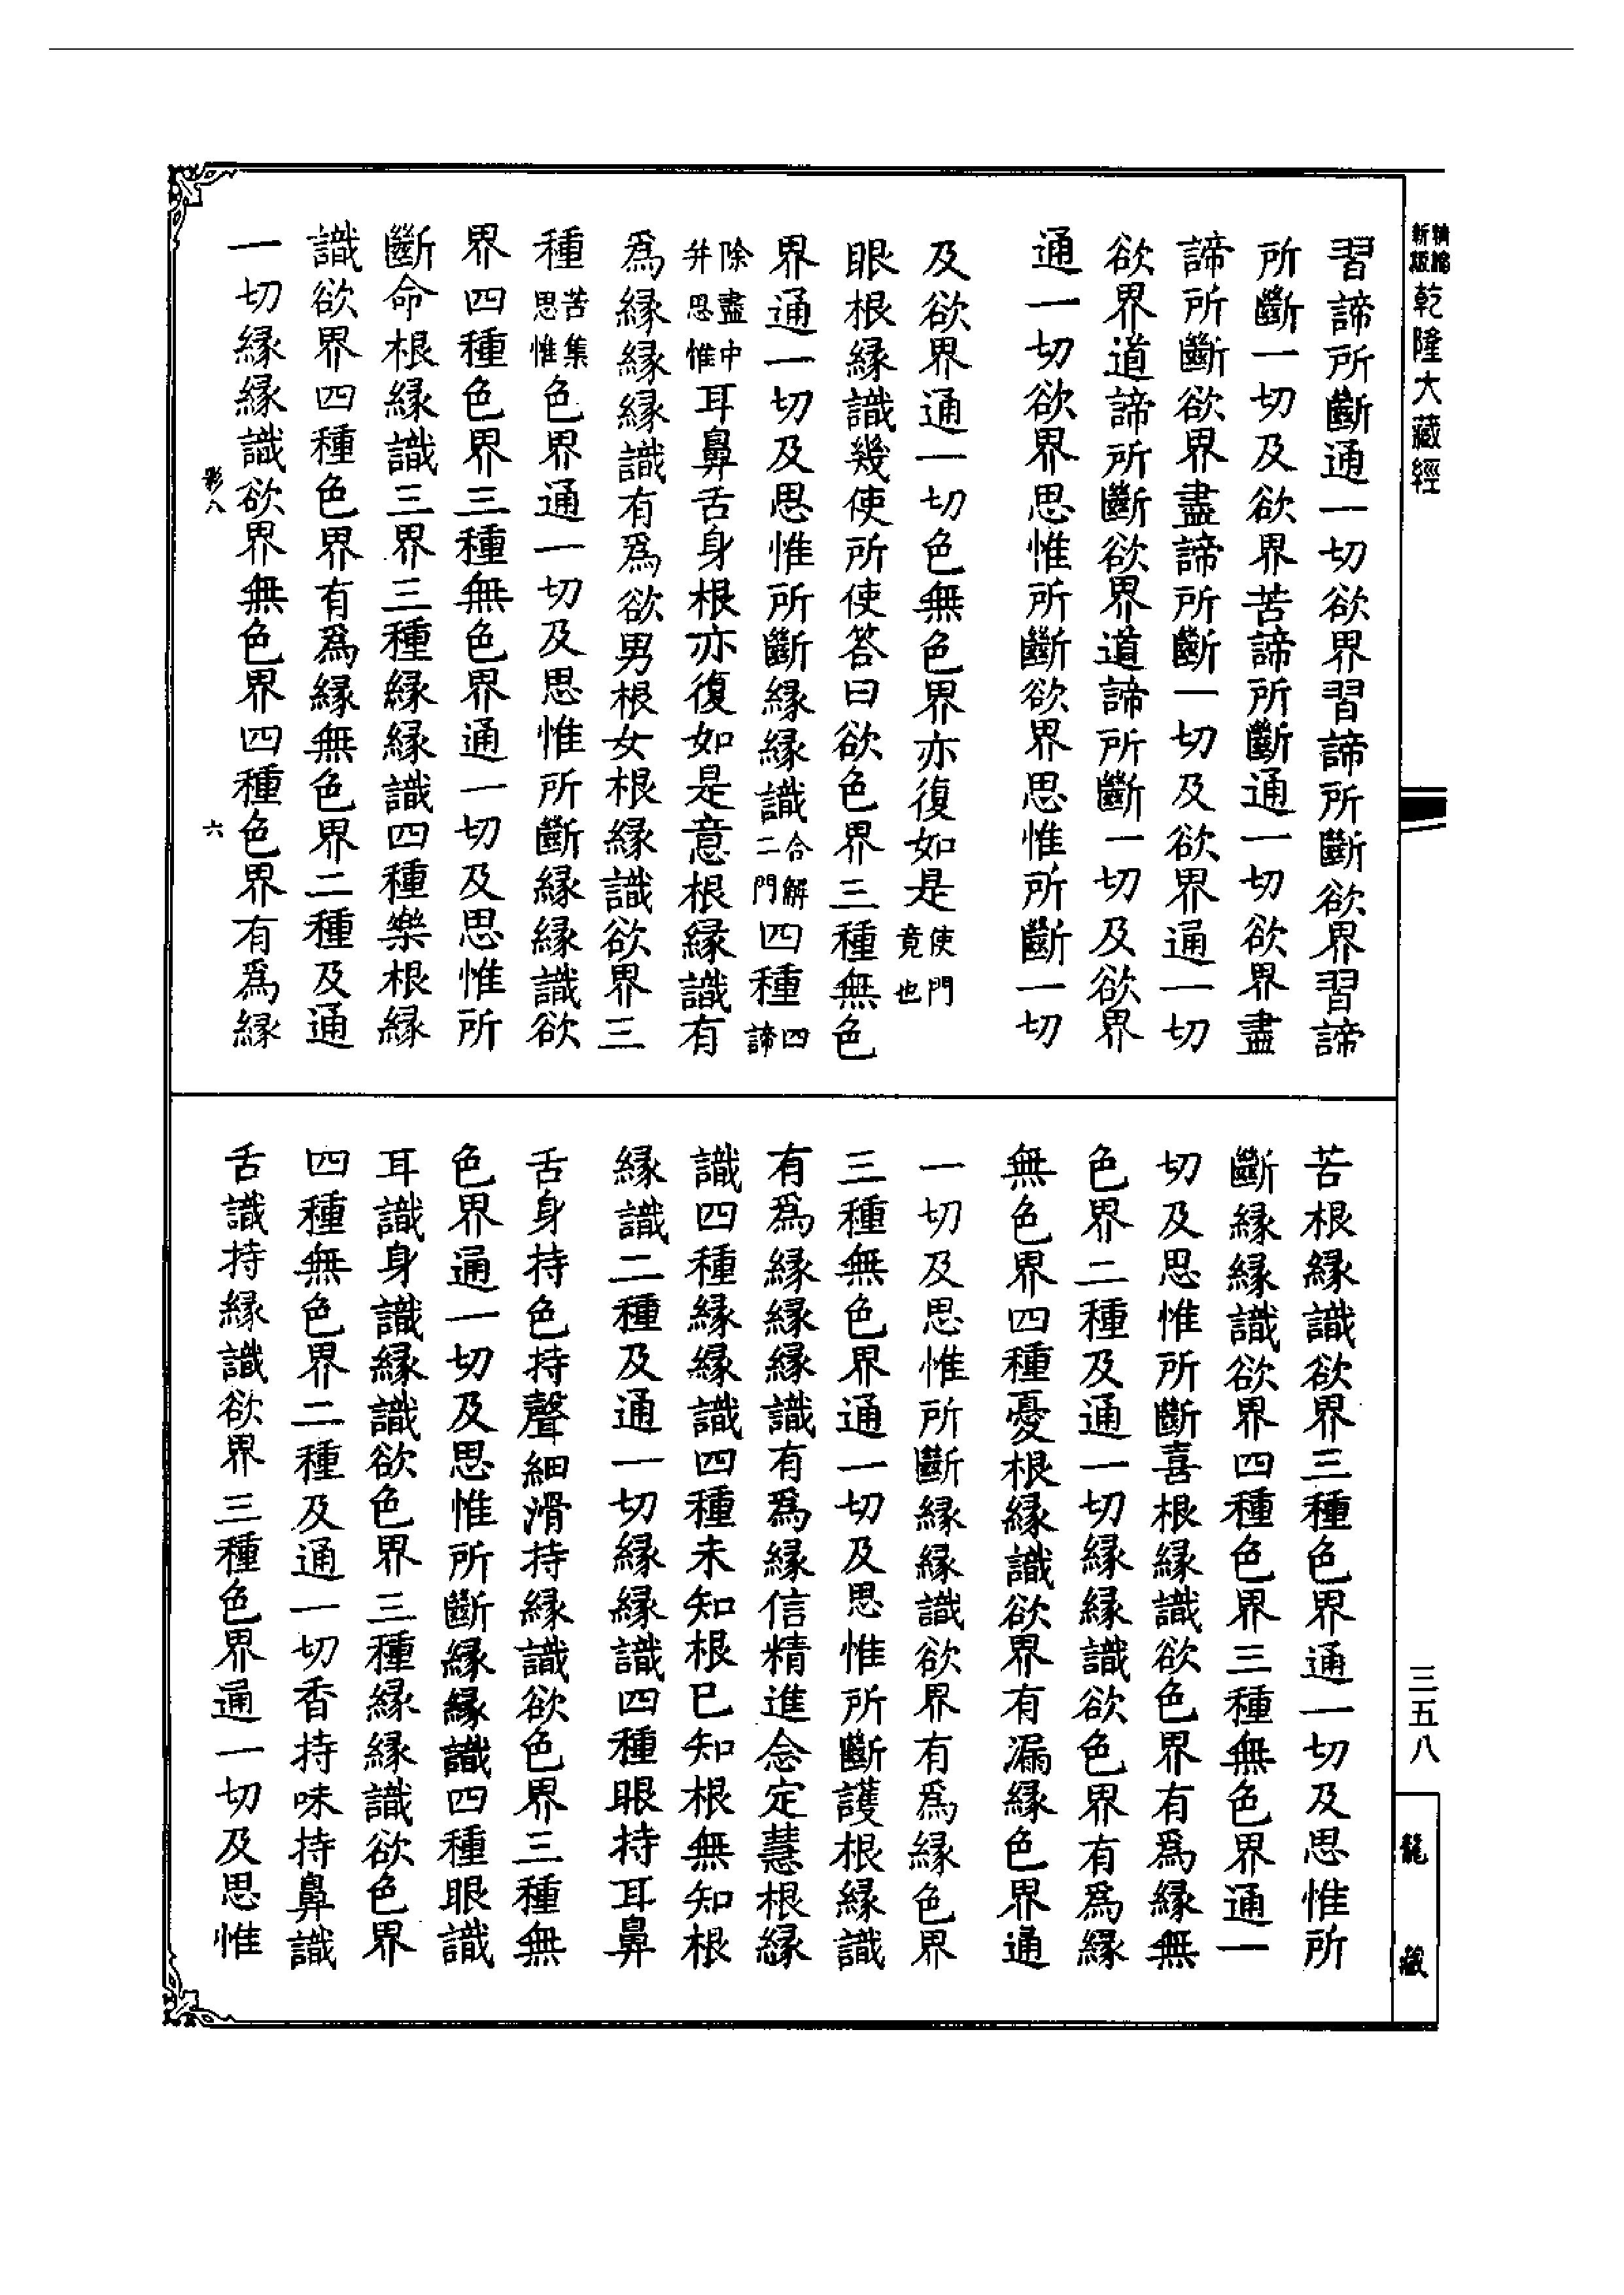 精縮新版乾隆大藏經
三五八
龍藏
習諦所斷通一切欲界習諦所斷欲界習諦
所斷一切及欲界苦諦所斷通一切欲界盡
諦所斷欲界盡諦所斷一切及欲界通一切
欲界道諦所斷欲界道諦所斷一切及欲界
通一切欲界思惟所斷欲界思惟所斷一切
及欲界通一切色無色界亦復如是使門竟也
眼根緣識幾使所使答曰欲色界三種無色
界通一切及思惟所斷緣緣識合解二門四種四諦
除盡中并思惟耳鼻舌身根亦復如是意根緣識有
為緣緣緣識有為欲男根女根緣識欲界三
種苦集思惟色界通一切及思惟所斷緣緣識欲
界四種色界三種無色界通一切及思惟所
斷命根緣識三界三種緣緣識四種樂根緣
識欲界四種色界有為緣無色界二種及通
一切緣緣識欲界無色界四種色界有為緣
影八
六
苦根緣識欲界三種色界通一切及思惟所
斷緣緣識欲界四種色界三種無色界通一
切及思惟所斷喜根緣識欲色界有為緣無
色界二種及通一切緣緣識欲色界有為緣
無色界四種憂根緣識欲界有漏緣色界通
一切及思惟所斷緣緣識欲界有為緣色界
三種無色界通一切及思惟所斷護根緣識
有為緣緣緣識有為緣信精進念定慧根緣
識四種緣緣識四種未知根已知根無知根
緣識二種及通一切緣緣識四種眼持耳鼻
舌身持色持聲細滑持緣識欲色界三種無
色界通一切及思惟所斷緣緣識四種眼識
耳識身識緣識欲色界三種緣緣識欲色界
四種無色界二種及通一切香持味持鼻識
舌識持緣識欲界三種色界通一切及思惟